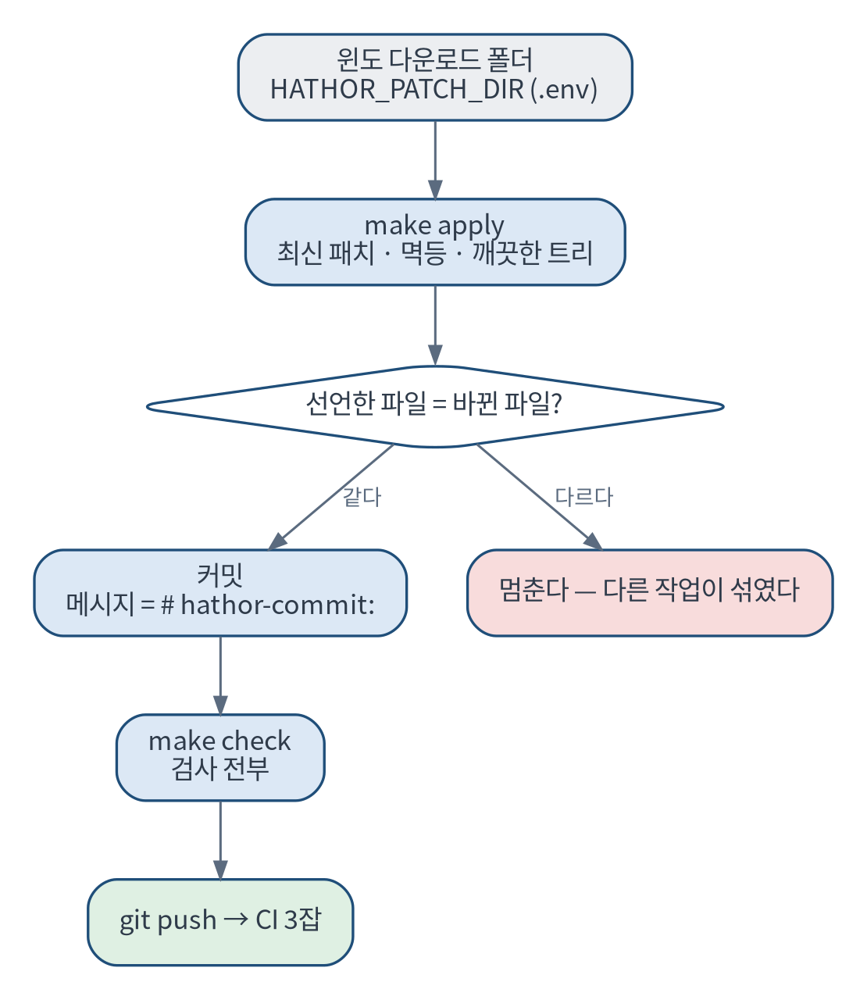 윈도 다운로드 폴더
HATHOR_PATCH_DIR (.env)
make apply
최신 패치 · 멱등 · 깨끗한 트리
선언한 파일 = 바뀐 파일?
같다
다르다
커밋
메시지 = # hathor-commit:
멈춘다 — 다른 작업이 섞였다
make check
검사 전부
git push → CI 3잡